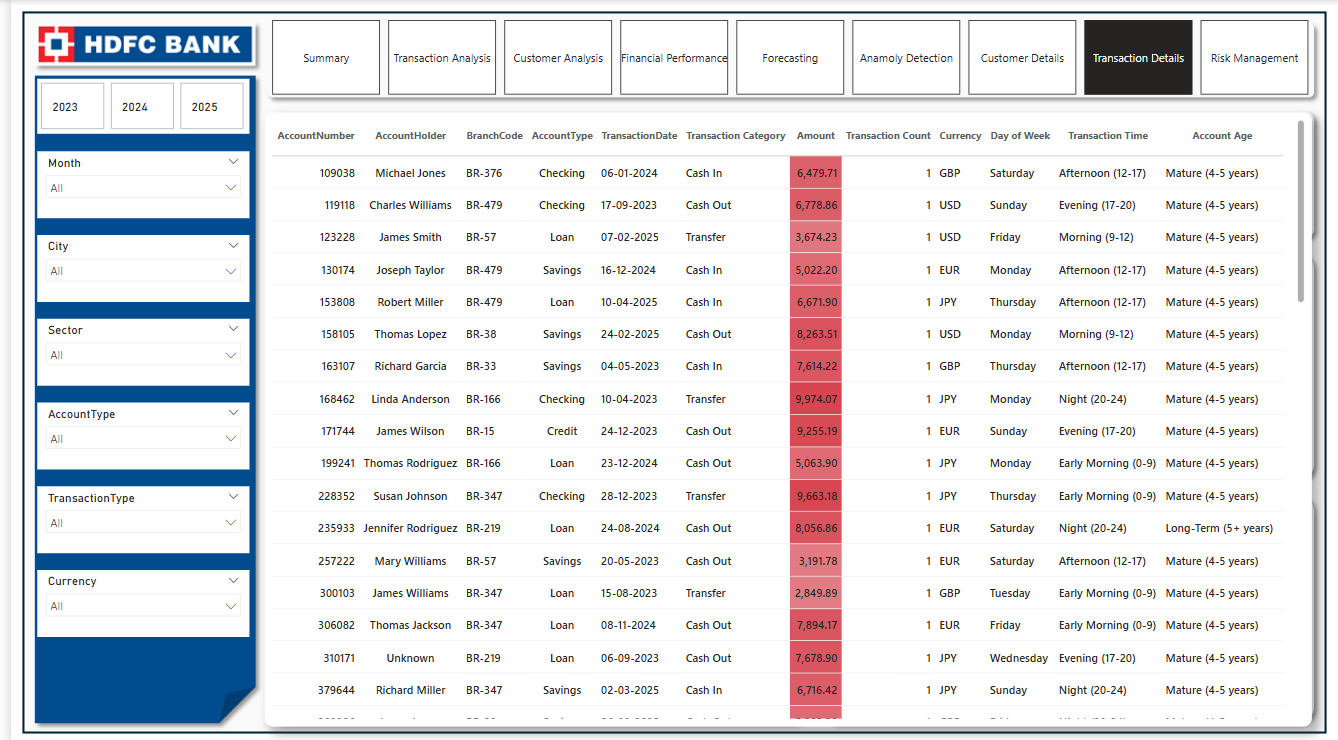 HDFC BANK
Summary Transaction Analysis Customer Analysis Financial Performance Forecasting Anamoly Detection Customer Details Transaction Details Risk Management
2023 2024 2025
Month
All
City
All
Sector
All
AccountType
All
TransactionType
All
Currency
All
AccountNumber AccountHolder BranchCode AccountType TransactionDate Transaction Category Amount Transaction Count Currency Day of Week Transaction Time Account Age
109038 Michael Jones BR-376 Checking 06-01-2024 Cash In 6,479.71 1 GBP Saturday Afternoon (12-17) Mature (4-5 years)
119118 Charles Williams BR-479 Checking 17-09-2023 Cash Out 6,778.86 1 USD Sunday Evening (17-20) Mature (4-5 years)
123228 James Smith BR-57 Loan 07-02-2025 Transfer 3,674.23 1 USD Friday Morning (9-12) Mature (4-5 years)
130174 Joseph Taylor BR-479 Savings 16-12-2024 Cash In 5,022.20 1 EUR Monday Afternoon (12-17) Mature (4-5 years)
153808 Robert Miller BR-479 Loan 10-04-2025 Cash In 6,671.90 1 JPY Thursday Afternoon (12-17) Mature (4-5 years)
158105 Thomas Lopez BR-38 Savings 24-02-2025 Cash Out 8,263.51 1 USD Monday Morning (9-12) Mature (4-5 years)
163107 Richard Garcia BR-33 Savings 04-05-2023 Cash In 7,614.22 1 GBP Thursday Afternoon (12-17) Mature (4-5 years)
168462 Linda Anderson BR-166 Checking 10-04-2023 Transfer 9,974.07 1 JPY Monday Night (20-24) Mature (4-5 years)
171744 James Wilson BR-15 Credit 24-12-2023 Cash Out 9,255.19 1 EUR Sunday Evening (17-20) Mature (4-5 years)
199241 Thomas Rodriguez BR-166 Loan 23-12-2024 Cash Out 5,063.90 1 JPY Monday Early Morning (0-9) Mature (4-5 years)
228352 Susan Johnson BR-347 Checking 28-12-2023 Transfer 9,663.18 1 JPY Thursday Early Morning (0-9) Mature (4-5 years)
235933 Jennifer Rodriguez BR-219 Loan 24-08-2024 Cash Out 8,056.86 1 EUR Saturday Night (20-24) Long-Term (5+ years)
257222 Mary Williams BR-57 Savings 20-05-2023 Cash Out 3,191.78 1 EUR Saturday Afternoon (12-17) Mature (4-5 years)
300103 James Williams BR-347 Loan 15-08-2023 Transfer 2,849.89 1 GBP Tuesday Early Morning (0-9) Mature (4-5 years)
306082 Thomas Jackson BR-347 Loan 08-11-2024 Cash Out 7,894.17 1 EUR Friday Early Morning (0-9) Mature (4-5 years)
310171 Unknown BR-219 Loan 06-09-2023 Cash Out 7,678.90 1 JPY Wednesday Evening (17-20) Mature (4-5 years)
379644 Richard Miller BR-347 Savings 02-03-2025 Cash In 6,716.42 1 JPY Sunday Night (20-24) Mature (4-5 years)